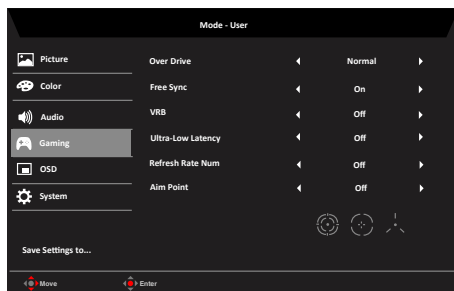 Mode - User
Picture
Color
Audio
Gaming
OSD
System
Over Drive Normal
Free Sync On
VRB Off
Ultra-Low Latency Off
Refresh Rate Num Off
Aim Point Off
Save Settings to...
Move Enter